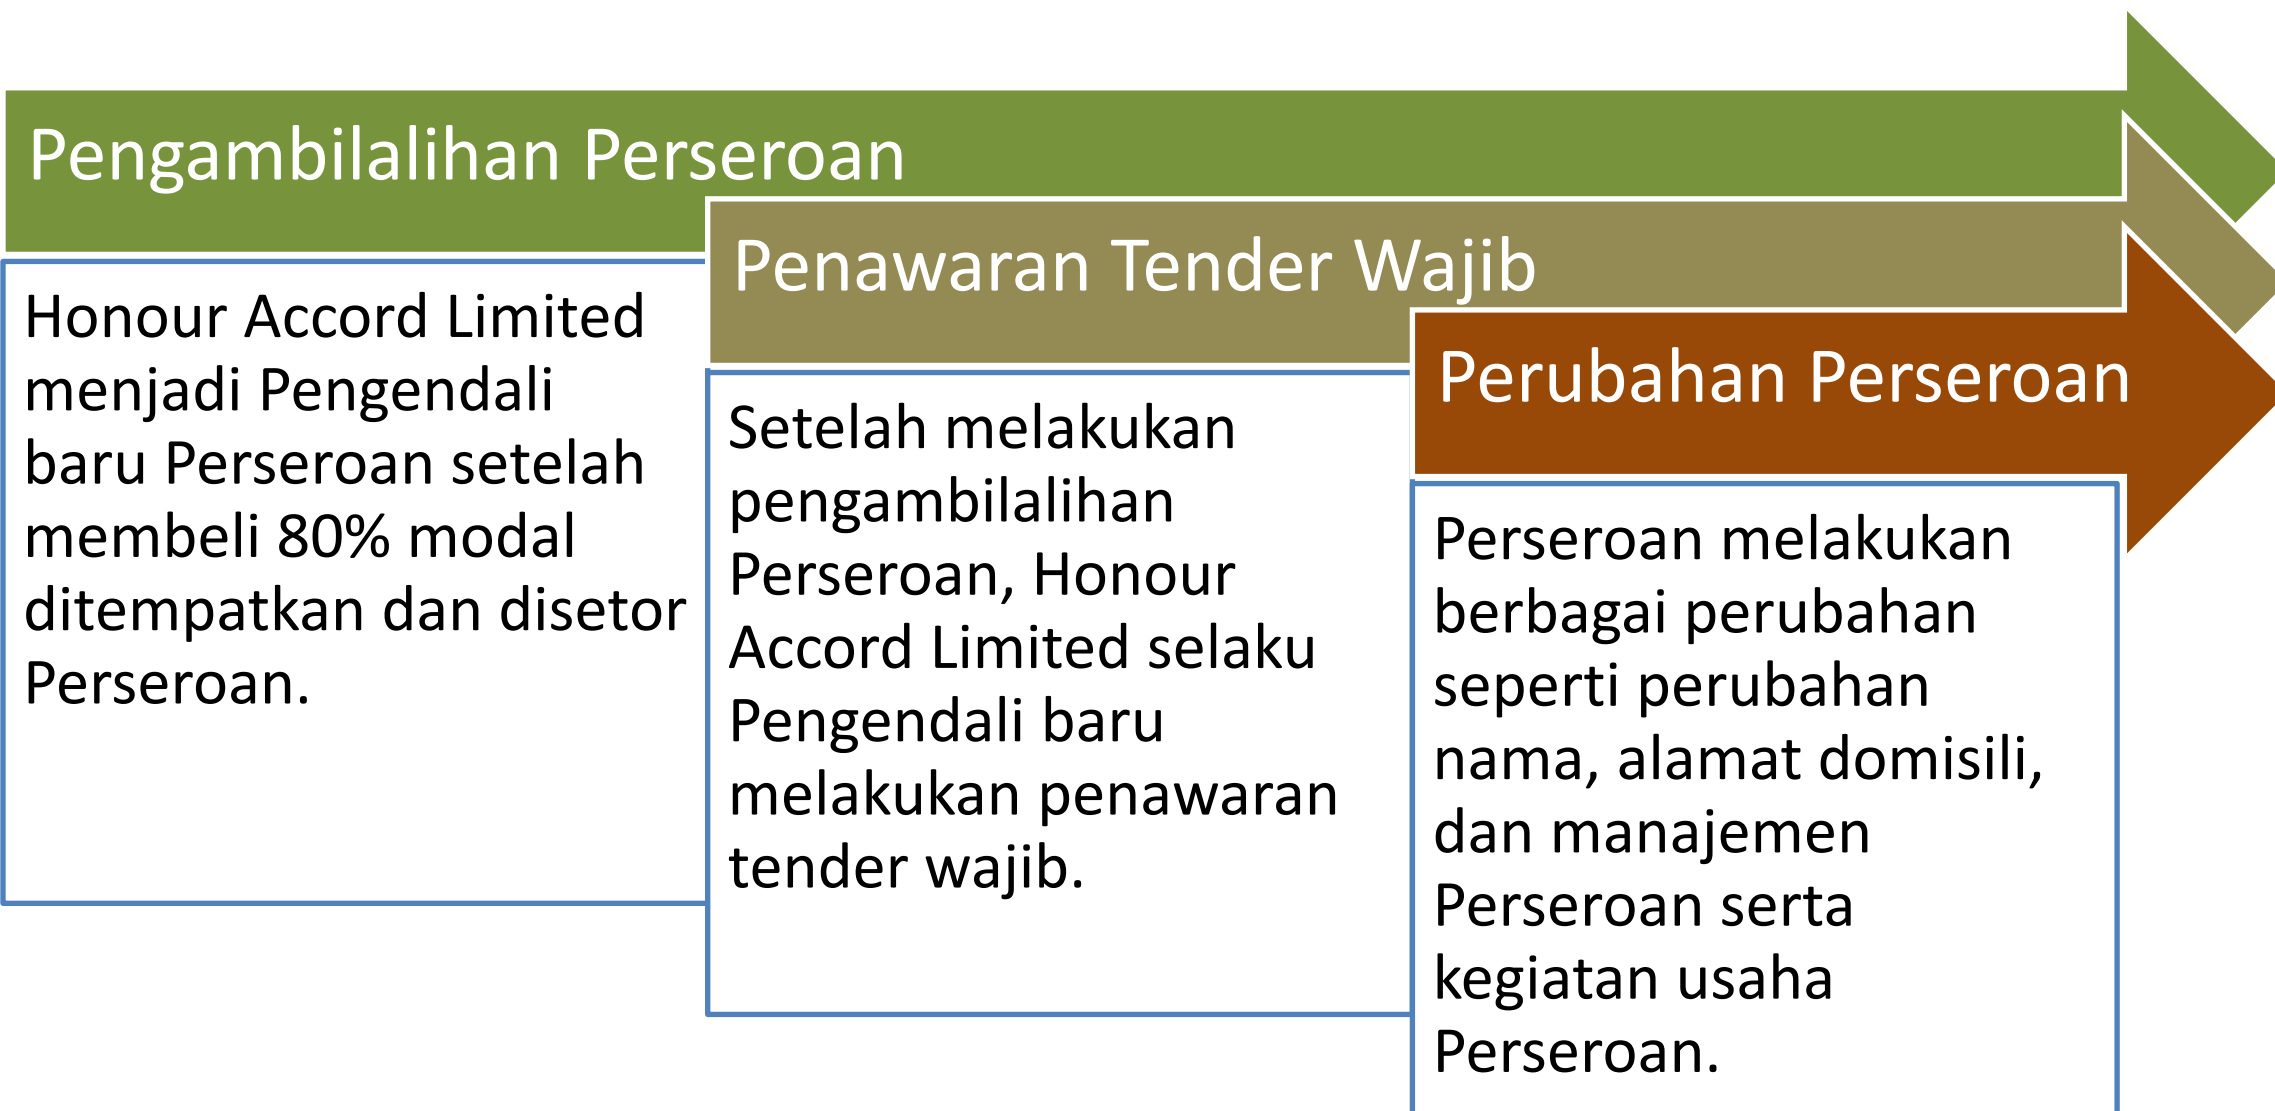 Pengambilalihan Perseroan
Honour Accord Limited
menjadi Pengendali
baru Perseroan setelah
membeli 80% modal
ditempatkan dan disetor
Perseroan.
Penawaran Tender Wajib
Setelah melakukan
pengambilalihan
Perseroan, Honour
Accord Limited selaku
Pengendali baru
melakukan penawaran
tender wajib.
Perubahan Perseroan
Perseroan melakukan
berbagai perubahan
seperti perubahan
nama, alamat domisili,
dan manajemen
Perseroan serta
kegiatan usaha
Perseroan.